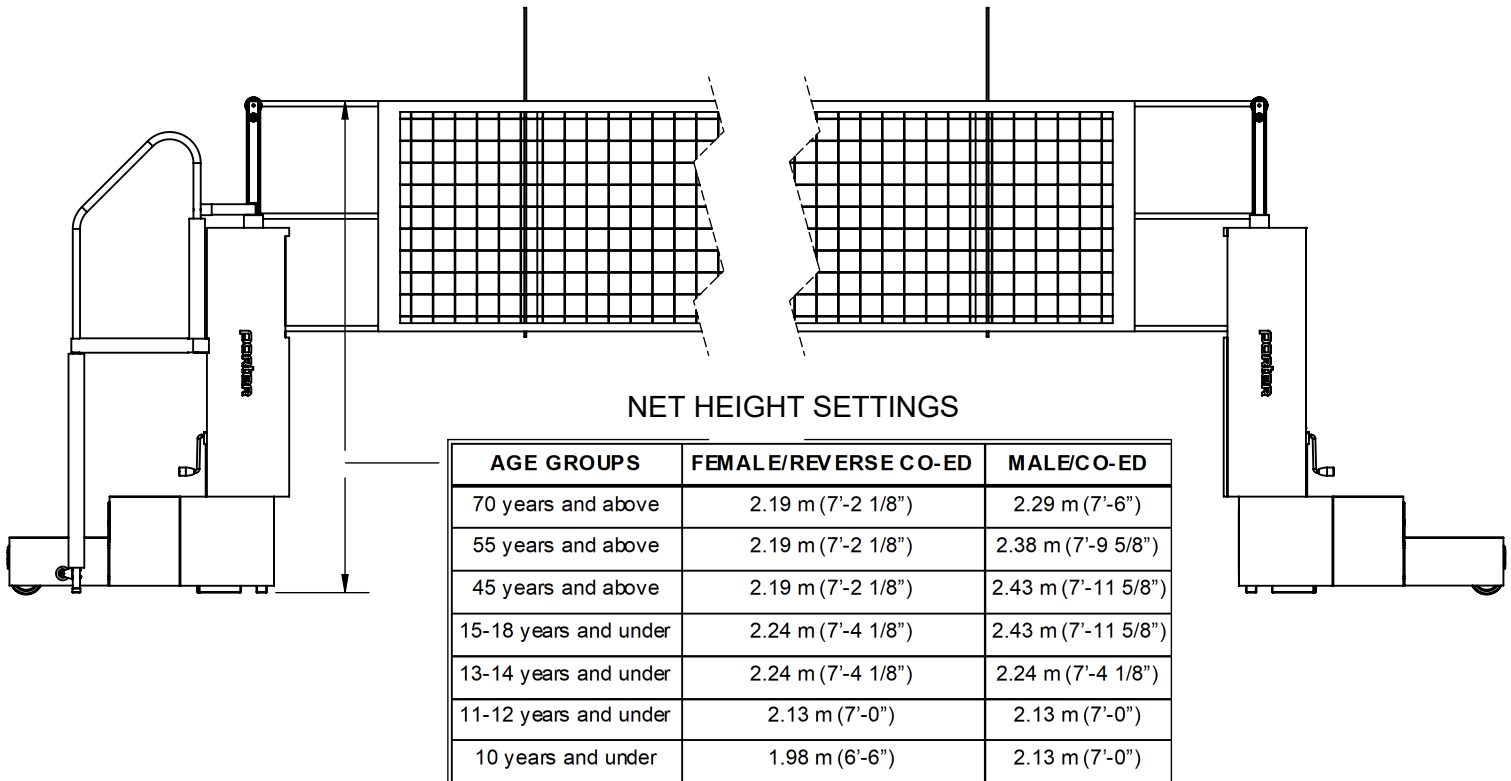 porter
porter
NET HEIGHT SETTINGS
AGE GROUPS FEMALE/REVERSE CO-ED MALE/CO-ED
70 years and above 2.19 m (7’-2 1/8”) 2.29 m (7’-6”)
55 years and above 2.19 m (7’-2 1/8”) 2.38 m (7’-9 5/8”)
45 years and above 2.19 m (7’-2 1/8”) 2.43 m (7’-11 5/8”)
15-18 years and under 2.24 m (7’-4 1/8”) 2.43 m (7’-11 5/8”)
13-14 years and under 2.24 m (7’-4 1/8”) 2.24 m (7’-4 1/8”)
11-12 years and under 2.13 m (7’-0”) 2.13 m (7’-0”)
10 years and under 1.98 m (6’-6”) 2.13 m (7’-0”)